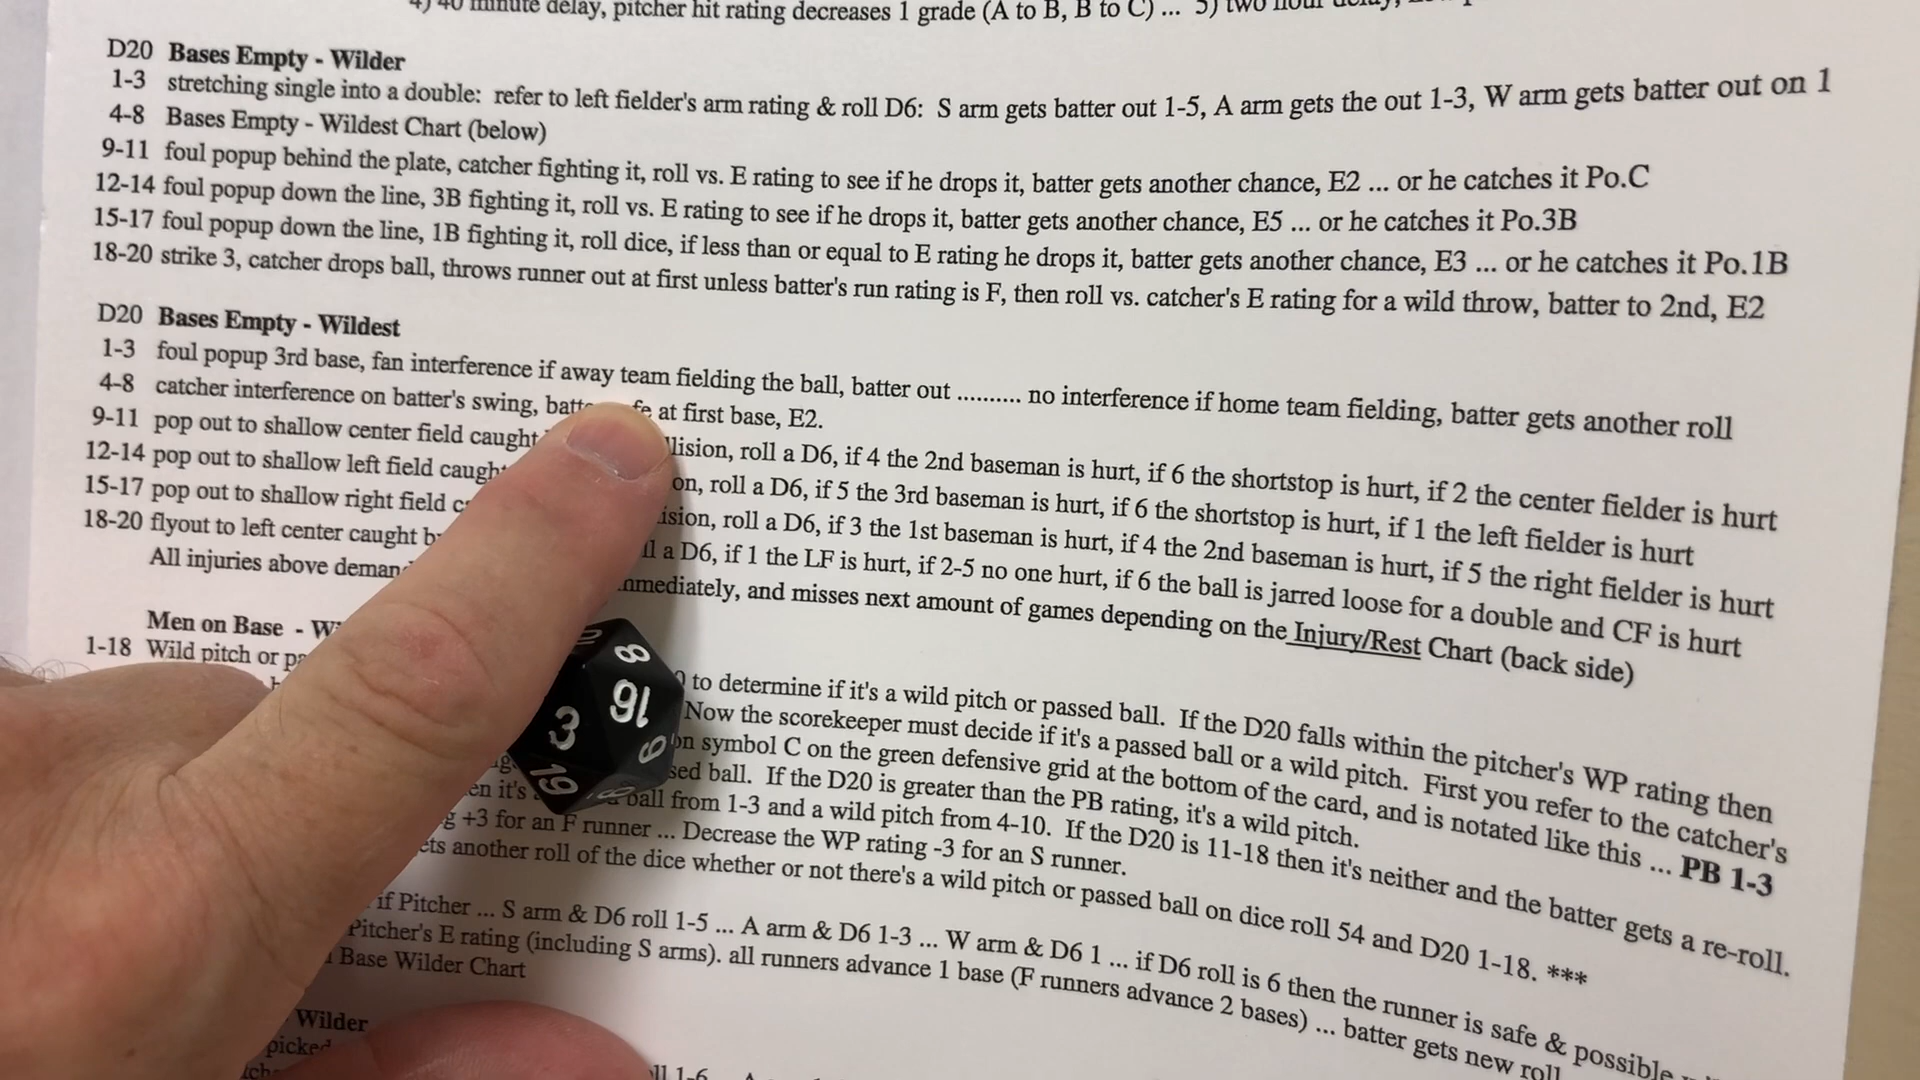 4) 40 minute delay, pitcher hit rating decreases 1 grade (A to B, B to C) ... 5) two hour delay,
D20 Bases Empty - Wilder
1-3 stretching single into a double: refer to left fielder's arm rating & roll D6: S arm gets batter out 1-5, A arm gets the out 1-3, W arm gets batter out on 1
4-8 Bases Empty - Wildest Chart (below)
9-11 foul popup behind the plate, catcher fighting it, roll vs. E rating to see if he drops it, batter gets another chance, E2 ... or he catches it Po.C
12-14 foul popup down the line, 3B fighting it, roll vs. E rating to see if he drops it, batter gets another chance, E5 ... or he catches it Po.3B
15-17 foul popup down the line, 1B fighting it, roll dice, if less than or equal to E rating he drops it, batter gets another chance, E3 ... or he catches it Po.1B
18-20 strike 3, catcher drops ball, throws runner out at first unless batter's run rating is F, then roll vs. catcher's E rating for a wild throw, batter to 2nd, E2
D20 Bases Empty - Wildest
1-3 foul popup 3rd base, fan interference if away team fielding the ball, batter out .......... no interference if home team fielding, batter gets another roll
4-8 catcher interference on batter's swing, at first base, E2.
9-11 pop out to shallow center field caught roll a D6, if 4 the 2nd baseman is hurt, if 6 the shortstop is hurt, if 2 the center fielder is hurt
12-14 pop out to shallow left field roll a D6, if 5 the 3rd baseman is hurt, if 6 the shortstop is hurt, if 1 the left fielder is hurt
15-17 pop out to shallow right field roll a D6, if 3 the 1st baseman is hurt, if 4 the 2nd baseman is hurt, if 5 the right fielder is hurt
18-20 flyout to left center caught a D6, if 1 the LF is hurt, if 2-5 no one hurt, if 6 the ball is jarred loose for a double and CF is hurt
All injuries above immediately, and misses next amount of games depending on the Injury/Rest Chart (back side)
Men on Base -
1-18 Wild pitch or to determine if it's a wild pitch or passed ball. If the D20 falls within the pitcher's WP rating then
Now the scorekeeper must decide if it's a passed ball or a wild pitch. First you refer to the catcher's
symbol C on the green defensive grid at the bottom of the card, and is notated like this ... PB 1-3
ball. If the D20 is greater than the PB rating, it's a wild pitch.
it's ball from 1-3 and a wild pitch from 4-10. If the D20 is 11-18 then it's neither and the batter gets a re-roll.
+3 for an F runner ... Decrease the WP rating -3 for an S runner.
another roll of the dice whether or not there's a wild pitch or passed ball on dice roll 54 and D20 1-18. ***
if Pitcher ... S arm & D6 roll 1-5 ... A arm & D6 1-3 ... W arm & D6 1 ... if D6 roll is 6 then the runner is safe & possible
Pitcher's E rating (including S arms). all runners advance 1 base (F runners advance 2 bases) ... batter gets new roll
Base Wilder Chart
Wilder
picked
1-6
8
16
3
19